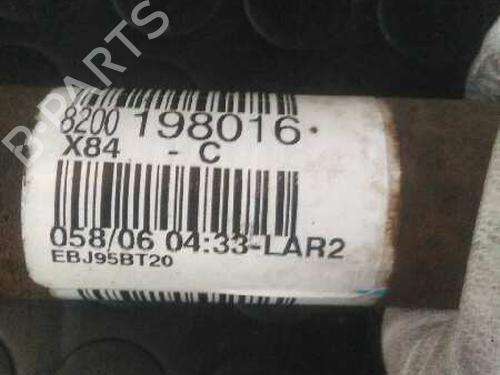 B-PARTS
8200 198016.
X84 - C
058/06 04:33-LAR2
EBJ95BT20